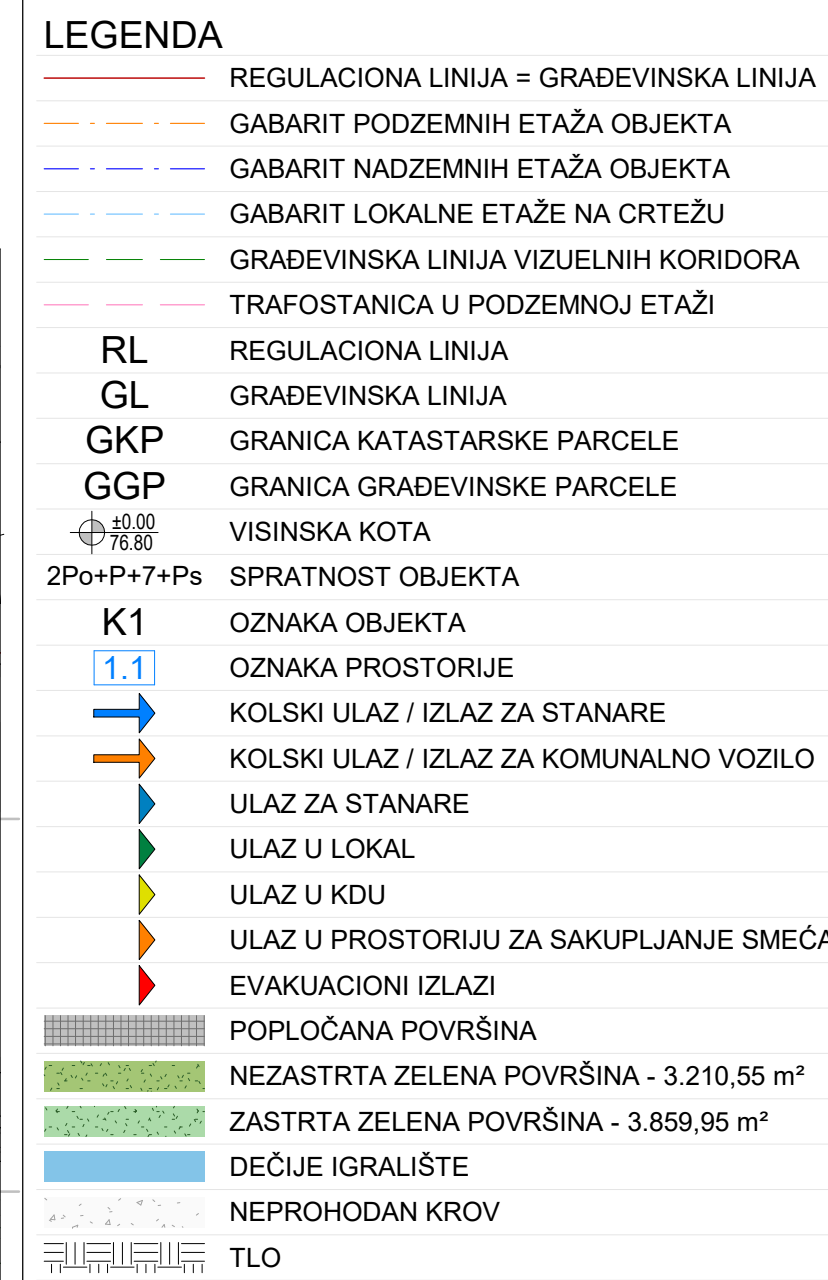 LEGENDA
REGULACIONA LINIJA = GRAĐEVINSKA LINIJA
GABARIT PODZEMNIH ETAŽA OBJEKTA
GABARIT NADZEMNIH ETAŽA OBJEKTA
GABARIT LOKALNE ETAŽE NA CRTEŽU
GRAĐEVINSKA LINIJA VIZUELNIH KORIDORA
TRAFOSTANICA U PODZEMNOJ ETAŽI
RL REGULACIONA LINIJA
GL GRAĐEVINSKA LINIJA
GKP GRANICA KATASTARSKE PARCELE
GGP GRANICA GRAĐEVINSKE PARCELE
±0.00
76.80 VISINSKA KOTA
2Po+P+7+Ps SPRATNOST OBJEKTA
K1 OZNAKA OBJEKTA
1.1 OZNAKA PROSTORIJE
KOLSKI ULAZ / IZLAZ ZA STANARE
KOLSKI ULAZ / IZLAZ ZA KOMUNALNO VOZILO
ULAZ ZA STANARE
ULAZ U LOKAL
ULAZ U KDU
ULAZ U PROSTORIJU ZA SAKUPLJANJE SMEĆA
EVAKUACIONI IZLAZI
POPLOČANA POVRŠINA
NEZASTRTA ZELENA POVRŠINA - 3.210,55 m²
ZASTRTA ZELENA POVRŠINA - 3.859,95 m²
DEČIJE IGRALIŠTE
NEPROHODAN KROV
TLO